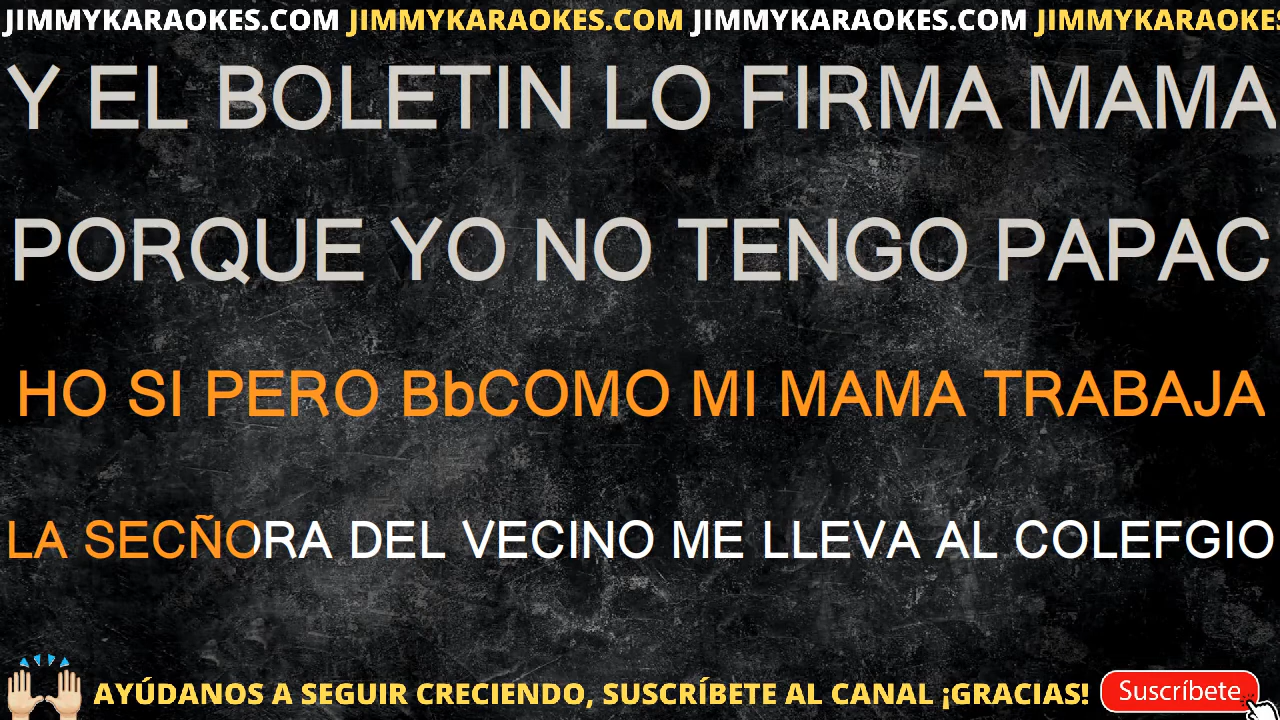 JIMMYKARAOKES.COM JIMMYKARAOKES.COM JIMMYKARAOKES.COM JIMMYKARAOKES
Y EL BOLETIN LO FIRMA MAMA
PORQUE YO NO TENGO PAPAC
HO SI PERO BbCOMO MI MAMA TRABAJA
LA SECÑORA DEL VECINO ME LLEVA AL COLEFGIO
AYÚDANOS A SEGUIR CRECIENDO, SUSCRÍBETE AL CANAL ¡GRACIAS! Suscríbete